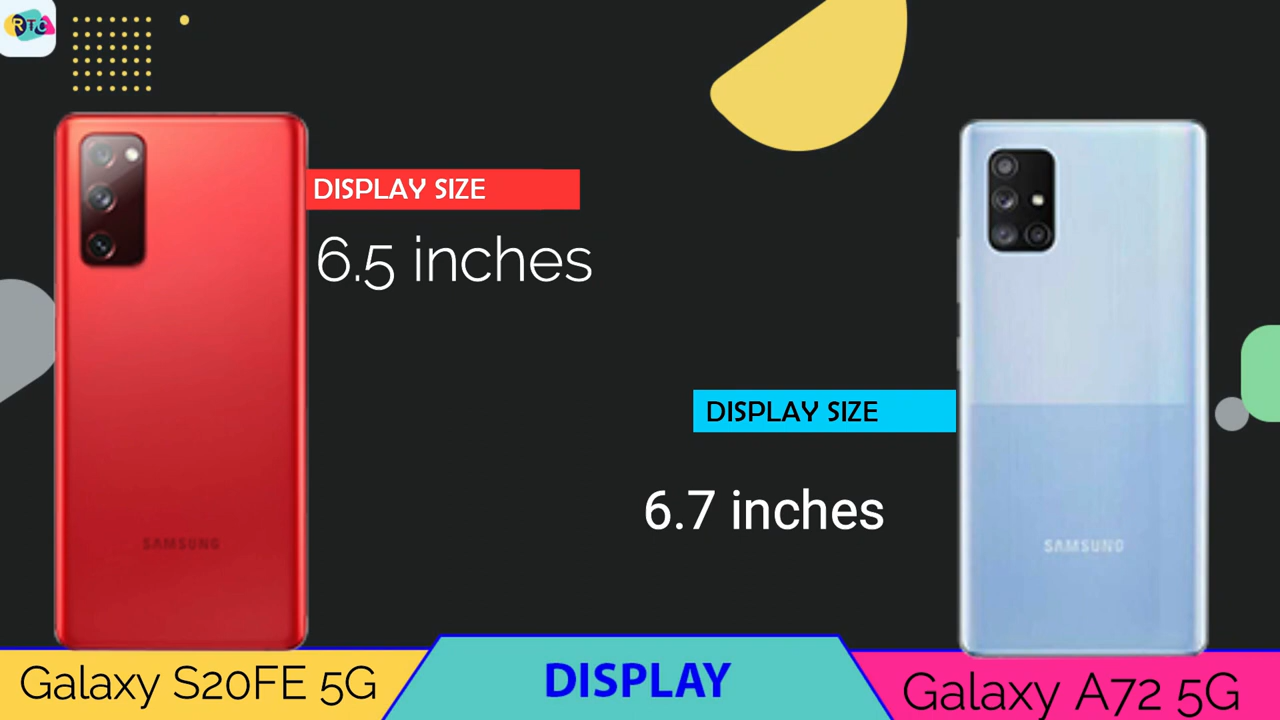 RTC
DISPLAY SIZE
6.5 inches
DISPLAY SIZE
6.7 inches
SAMSUNG
SAMSUNG
Galaxy S20FE 5G
DISPLAY
Galaxy A72 5G